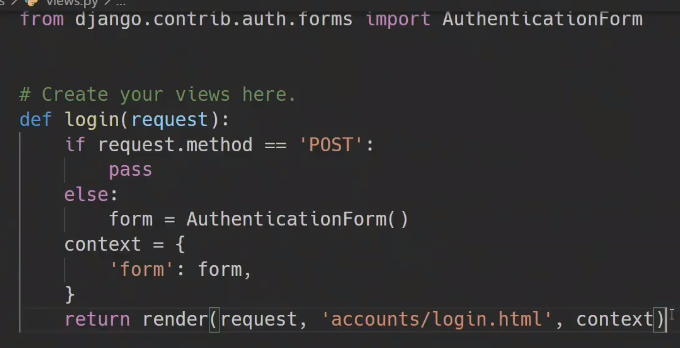 views.py / ...
from django.contrib.auth.forms import AuthenticationForm
# Create your views here.
def login(request):
    if request.method == 'POST':
        pass
    else:
        form = AuthenticationForm()
    context = {
        'form': form,
    }
    return render(request, 'accounts/login.html', context)